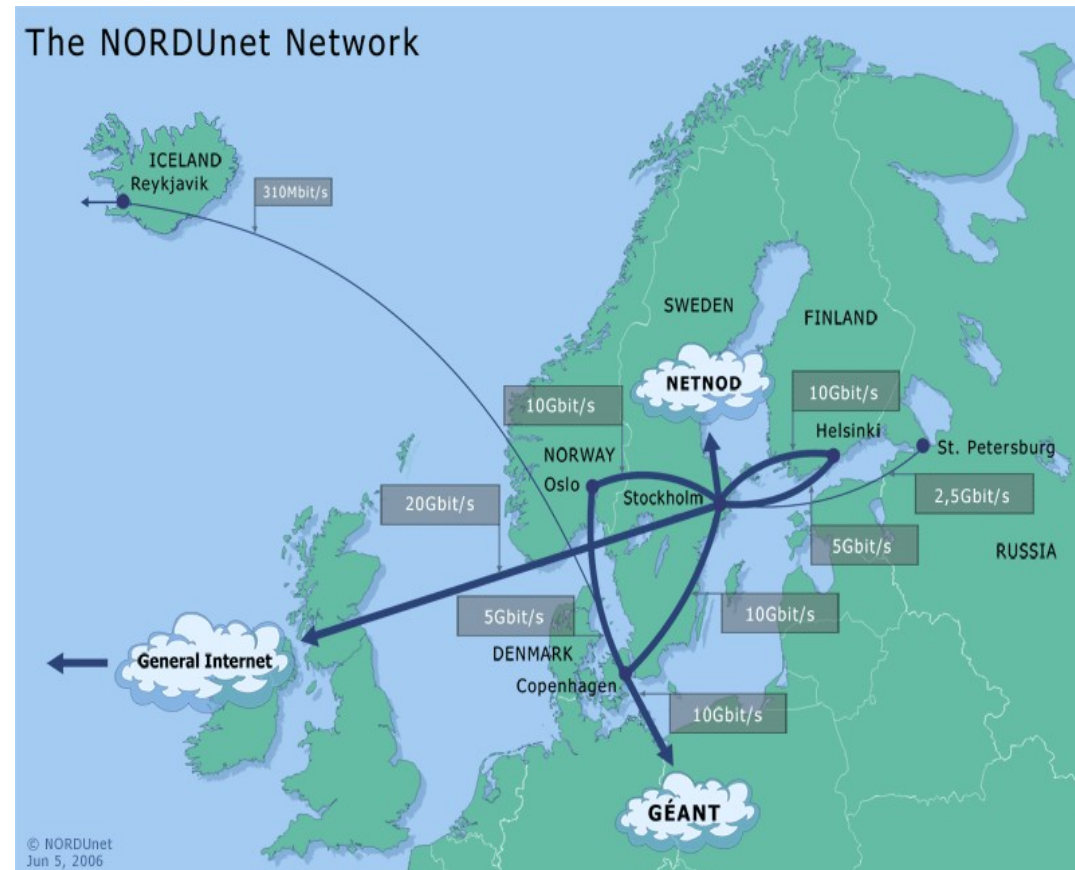 The NORDUnet Network
ICELAND
Reykjavik
310Mbit/s
SWEDEN
FINLAND
NETNOD
10Gbit/s
10Gbit/s
Helsinki
St. Petersburg
NORWAY
Oslo
Stockholm
2,5Gbit/s
20Gbit/s
5Gbit/s
RUSSIA
5Gbit/s
10Gbit/s
DENMARK
General Internet
Copenhagen
10Gbit/s
GÉANT
© NORDUnet
Jun 5, 2006